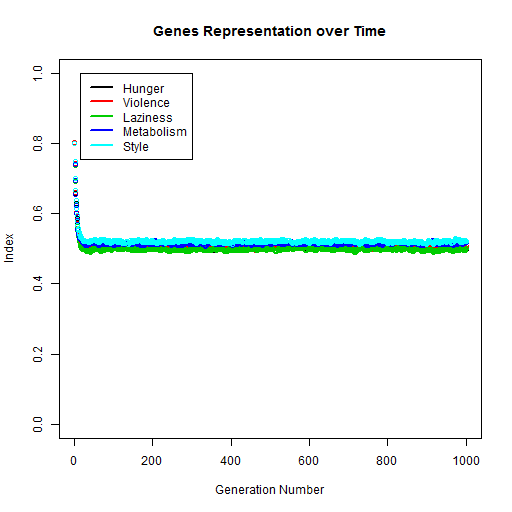 Genes Representation over Time
Hunger
Violence
Laziness
Metabolism
Style
Index
1.0
0.8
0.6
0.4
0.2
0.0
0 200 400 600 800 1000
Generation Number